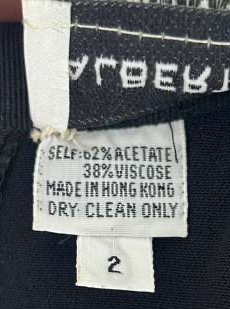 ALBERT
SELF:62% ACETATE
38% VISCOSE
MADE IN HONG KONG
DRY CLEAN ONLY
2